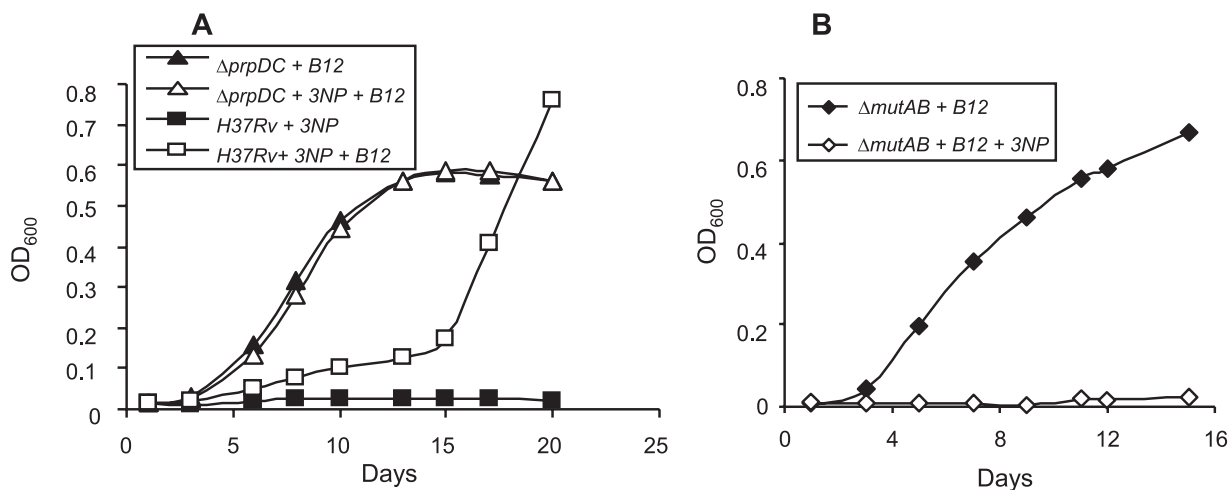 A
ΔprpDC + B12
ΔprpDC + 3NP + B12
H37Rv + 3NP
H37Rv+ 3NP + B12
0.8
0.7
0.6
0.5
0.4
0.3
0.2
0.1
0
OD600
0
5
10
15
20
25
Days
B
ΔmutAB + B12
ΔmutAB + B12 + 3NP
0.8
0.6
0.4
0.2
0
OD600
0
4
8
12
16
Days